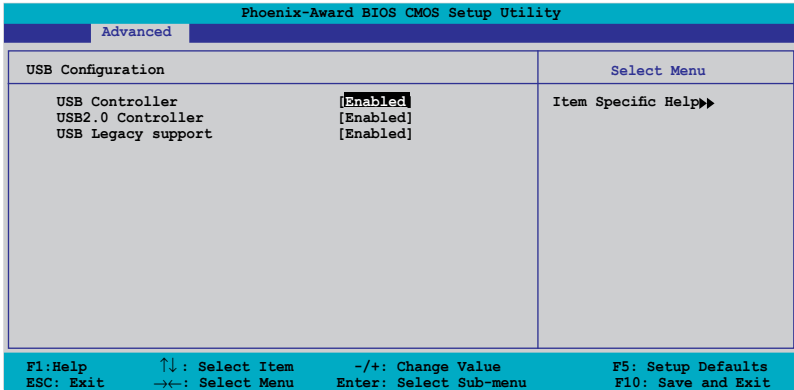 Phoenix-Award BIOS CMOS Setup Utility
Advanced
USB Configuration
Select Menu
USB Controller [Enabled]
USB2.0 Controller [Enabled]
USB Legacy support [Enabled]
Item Specific Help▶▶
F1:Help ↑↓ : Select Item -/+: Change Value F5: Setup Defaults
ESC: Exit →←: Select Menu Enter: Select Sub-menu F10: Save and Exit